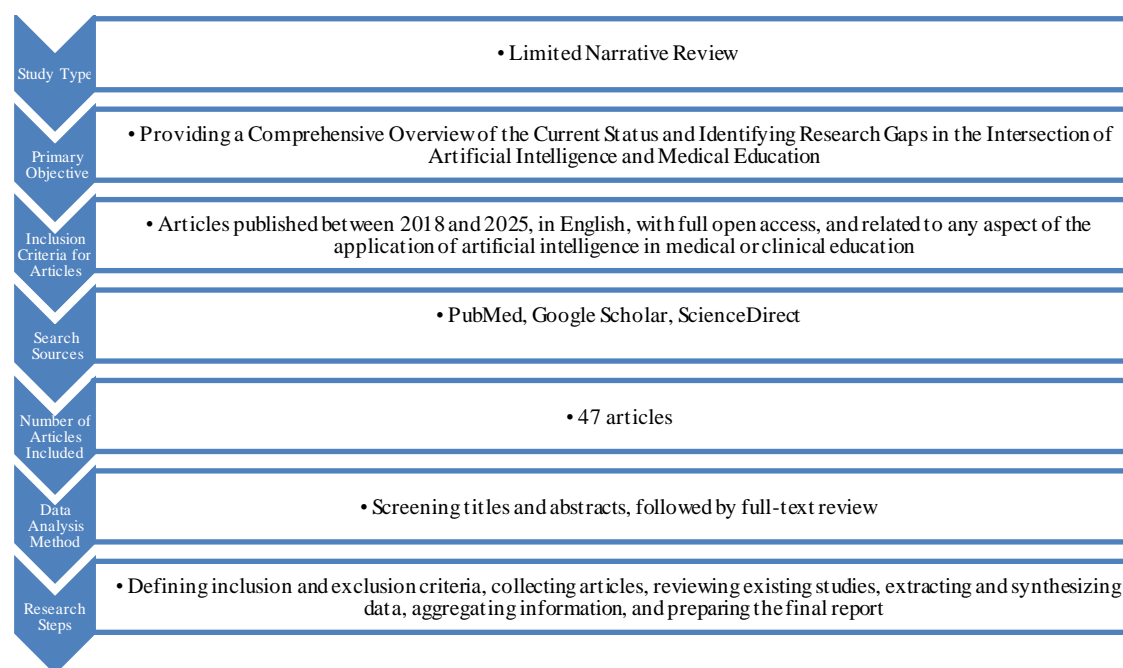 Study Type
• Limited Narrative Review
Primary
Objective
• Providing a Comprehensive Overview of the Current Status and Identifying Research Gaps in the Intersection of
Artificial Intelligence and Medical Education
Inclusion
Criteria for
Articles
• Articles published between 2018 and 2025, in English, with full open access, and related to any aspect of the
application of artificial intelligence in medical or clinical education
Search
Sources
• PubMed, Google Scholar, ScienceDirect
Number of
Articles
Included
• 47 articles
Data
Analysis
Method
• Screening titles and abstracts, followed by full-text review
Research
Steps
• Defining inclusion and exclusion criteria, collecting articles, reviewing existing studies, extracting and synthesizing
data, aggregating information, and preparing the final report